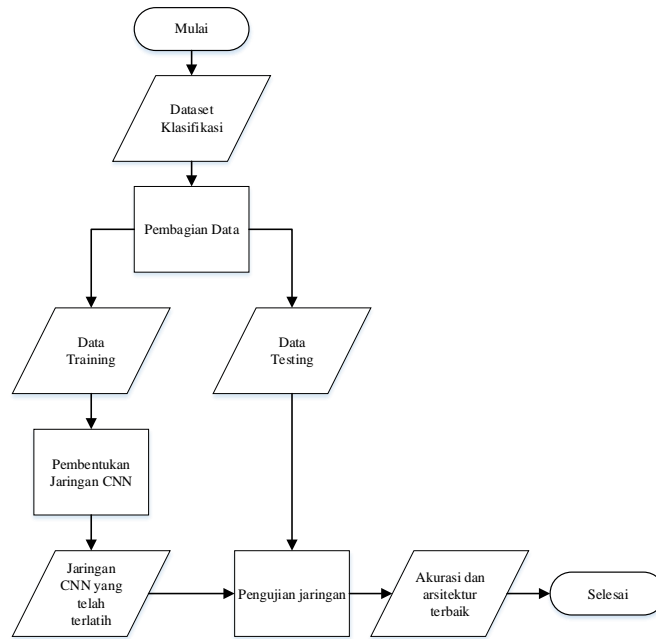 Mulai
Dataset
Klasifikasi
Pembagian Data
Data
Training
Data
Testing
Pembentukan
Jaringan CNN
Jaringan
CNN yang
telah
terlatih
Pengujian jaringan
Akurasi dan
arsitektur
terbaik
Selesai